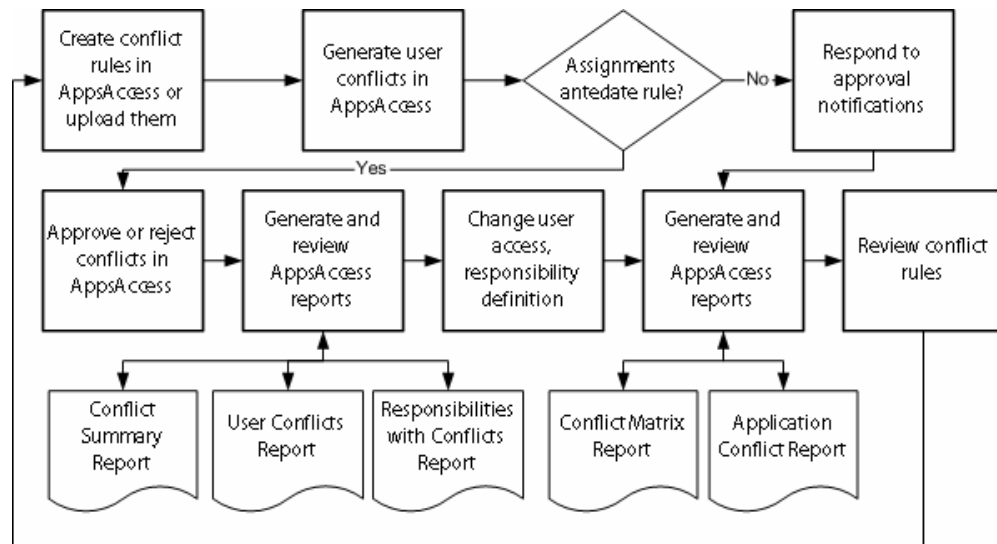 Create conflict
rules in
AppsAccess or
upload them
Generate user
conflicts in
AppsAccess
Assignments
antedate rule?
No
Respond to
approval
notifications
Yes
Approve or reject
conflicts in
AppsAccess
Generate and
review
AppsAccess
reports
Change user
access,
responsibility
definition
Generate and
review
AppsAccess
reports
Review conflict
rules
Conflict
Summary
Report
User Conflicts
Report
Responsibilities
with Conflicts
Report
Conflict Matrix
Report
Application
Conflict Report